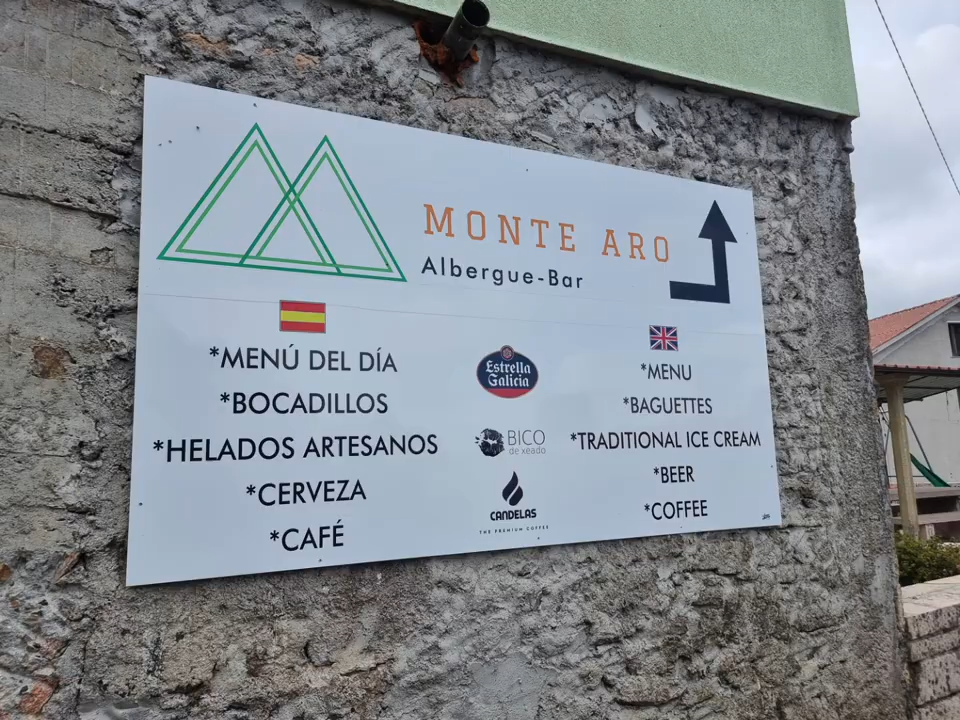 MONTE ARO
Albergue-Bar
*MENÚ DEL DÍA
*BOCADILLOS
*HELADOS ARTESANOS
*CERVEZA
*CAFÉ
Estrella
Galicia
BICO
de xeado
CANDELAS
THE PREMIUM COFFEE
*MENU
*BAGUETTES
*TRADITIONAL ICE CREAM
*BEER
*COFFEE